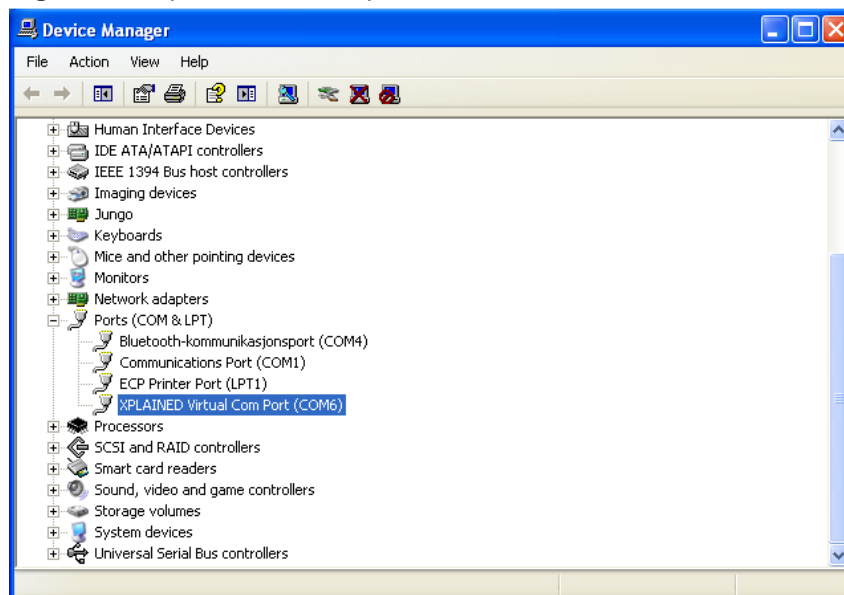 Device Manager
File Action View Help
Human Interface Devices
IDE ATA/ATAPI controllers
IEEE 1394 Bus host controllers
Imaging devices
Jungo
Keyboards
Mice and other pointing devices
Monitors
Network adapters
Ports (COM & LPT)
Bluetooth-kommunikasjonsport (COM4)
Communications Port (COM1)
ECP Printer Port (LPT1)
XPLAINED Virtual Com Port (COM6)
Processors
SCSI and RAID controllers
Smart card readers
Sound, video and game controllers
Storage volumes
System devices
Universal Serial Bus controllers